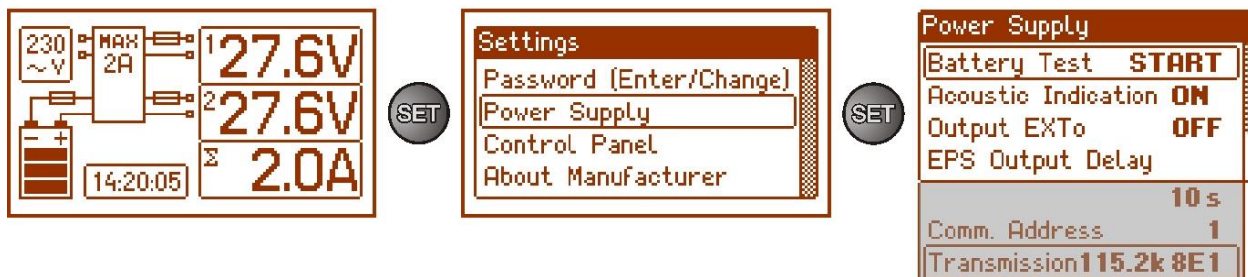 230
~V
MAX
2A
1 27.6V
2 27.6V
Σ 2.0A
- +
14:20:05
SET
Settings
Password (Enter/Change)
Power Supply
Control Panel
About Manufacturer
SET
Power Supply
Battery Test START
Acoustic Indication ON
Output EXTo OFF
EPS Output Delay
10 s
Comm. Address 1
Transmission 115.2k 8E1